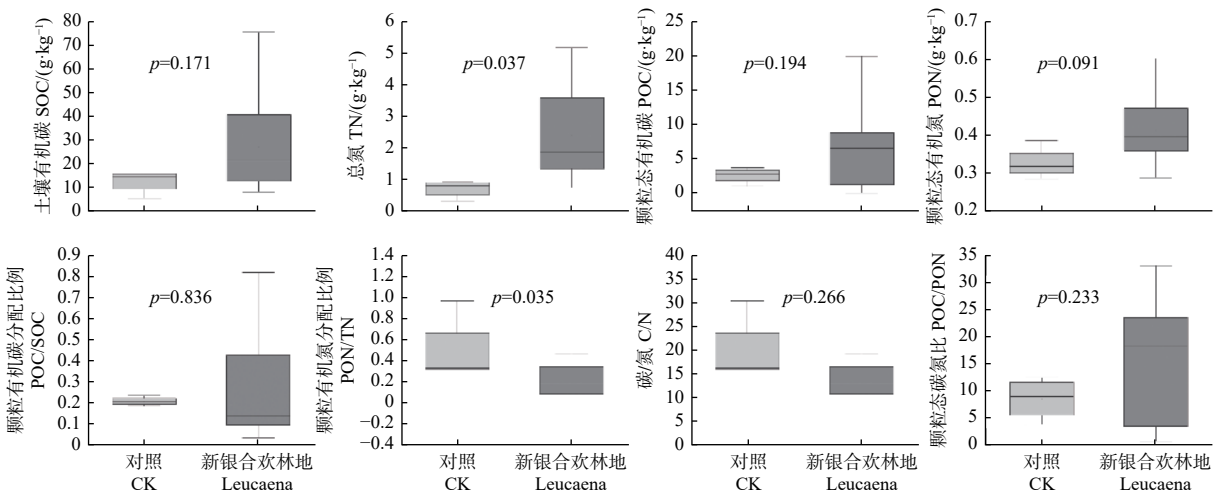 土壤有机碳 SOC/(g·kg⁻¹)
80
70
60
50
40
30
20
10
0
p=0.171
总氮 TN/(g·kg⁻¹)
6
5
4
3
2
1
0
p=0.037
颗粒态有机碳 POC/(g·kg⁻¹)
25
20
15
10
5
0
p=0.194
颗粒态有机氮 PON/(g·kg⁻¹)
0.7
0.6
0.5
0.4
0.3
0.2
p=0.091
颗粒有机碳分配比例
POC/SOC
0.9
0.8
0.7
0.6
0.5
0.4
0.3
0.2
0.1
0
p=0.836
对照
CK
新银合欢林地
Leucaena
颗粒有机氮分配比例
PON/TN
1.4
1.2
1.0
0.8
0.6
0.4
0.2
0
−0.2
−0.4
p=0.035
对照
CK
新银合欢林地
Leucaena
碳/氮 C/N
40
35
30
25
20
15
10
5
0
p=0.266
对照
CK
新银合欢林地
Leucaena
颗粒态碳氮比 POC/PON
35
30
25
20
15
10
5
0
p=0.233
对照
CK
新银合欢林地
Leucaena